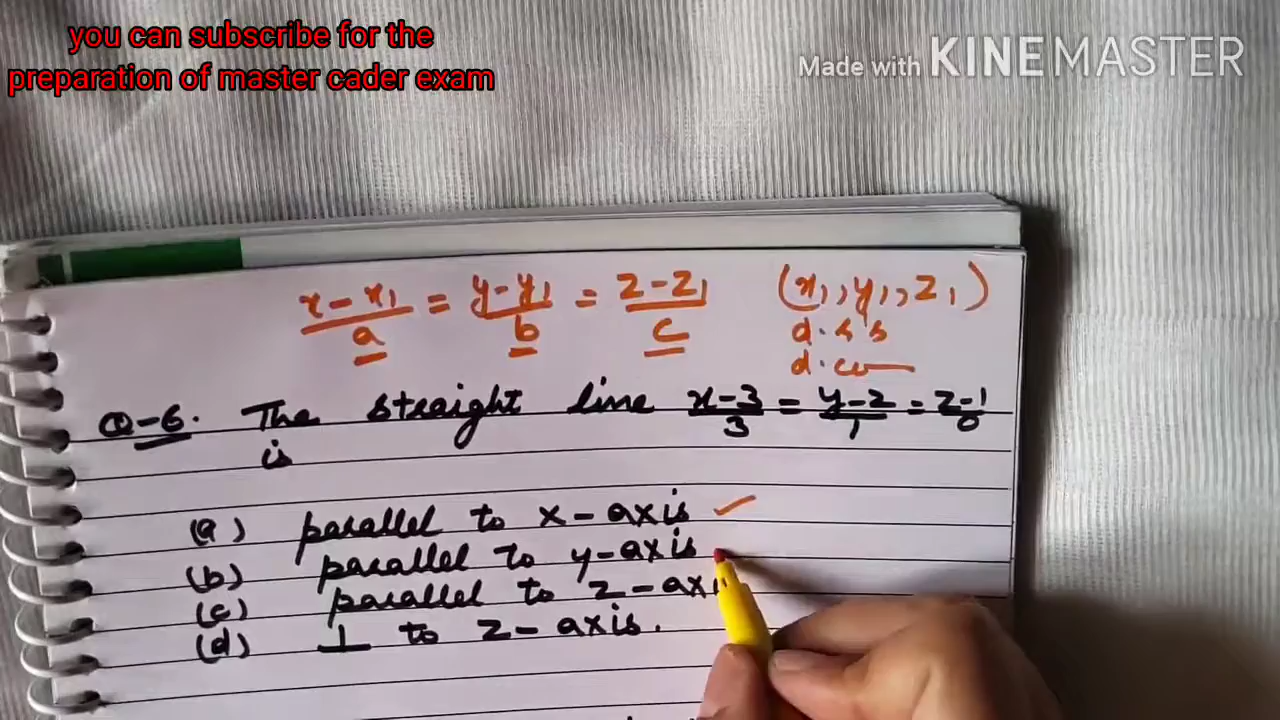 you can subscribe for the
preparation of master cader exam
Made with KINEMASTER
x-x₁/a = y-y₁/b = z-z₁/c (x₁, y₁, z₁)
d.r's
Q-6. The straight line x-3/3 = y-2/1 = z-1/0
is
(a) parallel to x-axis ✓
(b) parallel to y-axis
(c) parallel to z-axi
(d) ⊥ to z-axis.